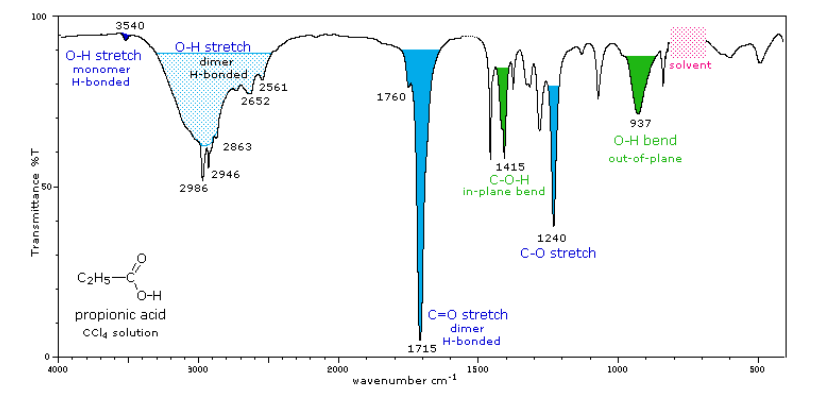 100
3540
O-H stretch
monomer
H-bonded
O-H stretch
dimer
H-bonded
2561
2652
2863
2946
2986
1760
solvent
937
O-H bend
out-of-plane
1415
C-O-H
in-plane bend
1240
C-O stretch
Transmittance %T
50
O
C₂H₅—C
O-H
propionic acid
CCl₄ solution
C=O stretch
dimer
H-bonded
1715
0
4000
3000
2000
1500
1000
500
wavenumber cm⁻¹